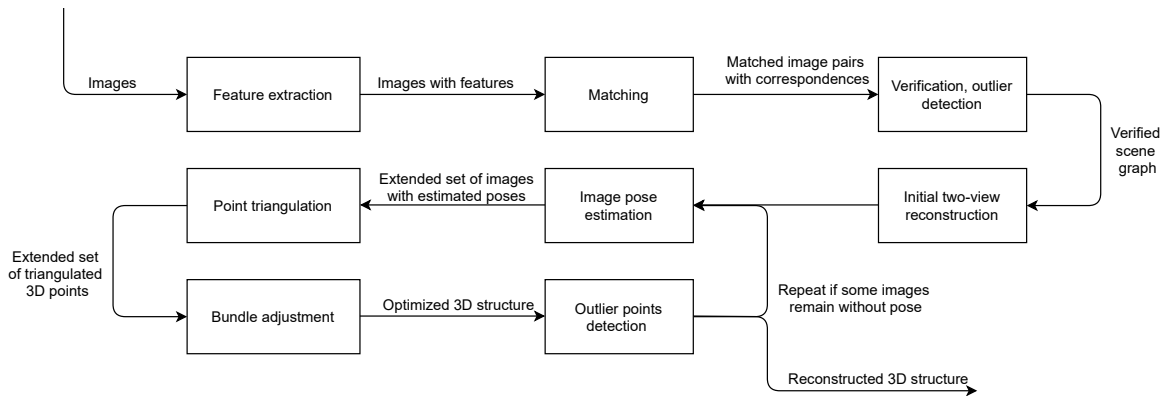 Images
Feature extraction
Images with features
Matching
Matched image pairs
with correspondences
Verification, outlier
detection
Verified
scene
graph
Initial two-view
reconstruction
Image pose
estimation
Extended set of images
with estimated poses
Point triangulation
Extended set
of triangulated
3D points
Bundle adjustment
Optimized 3D structure
Outlier points
detection
Repeat if some images
remain without pose
Reconstructed 3D structure